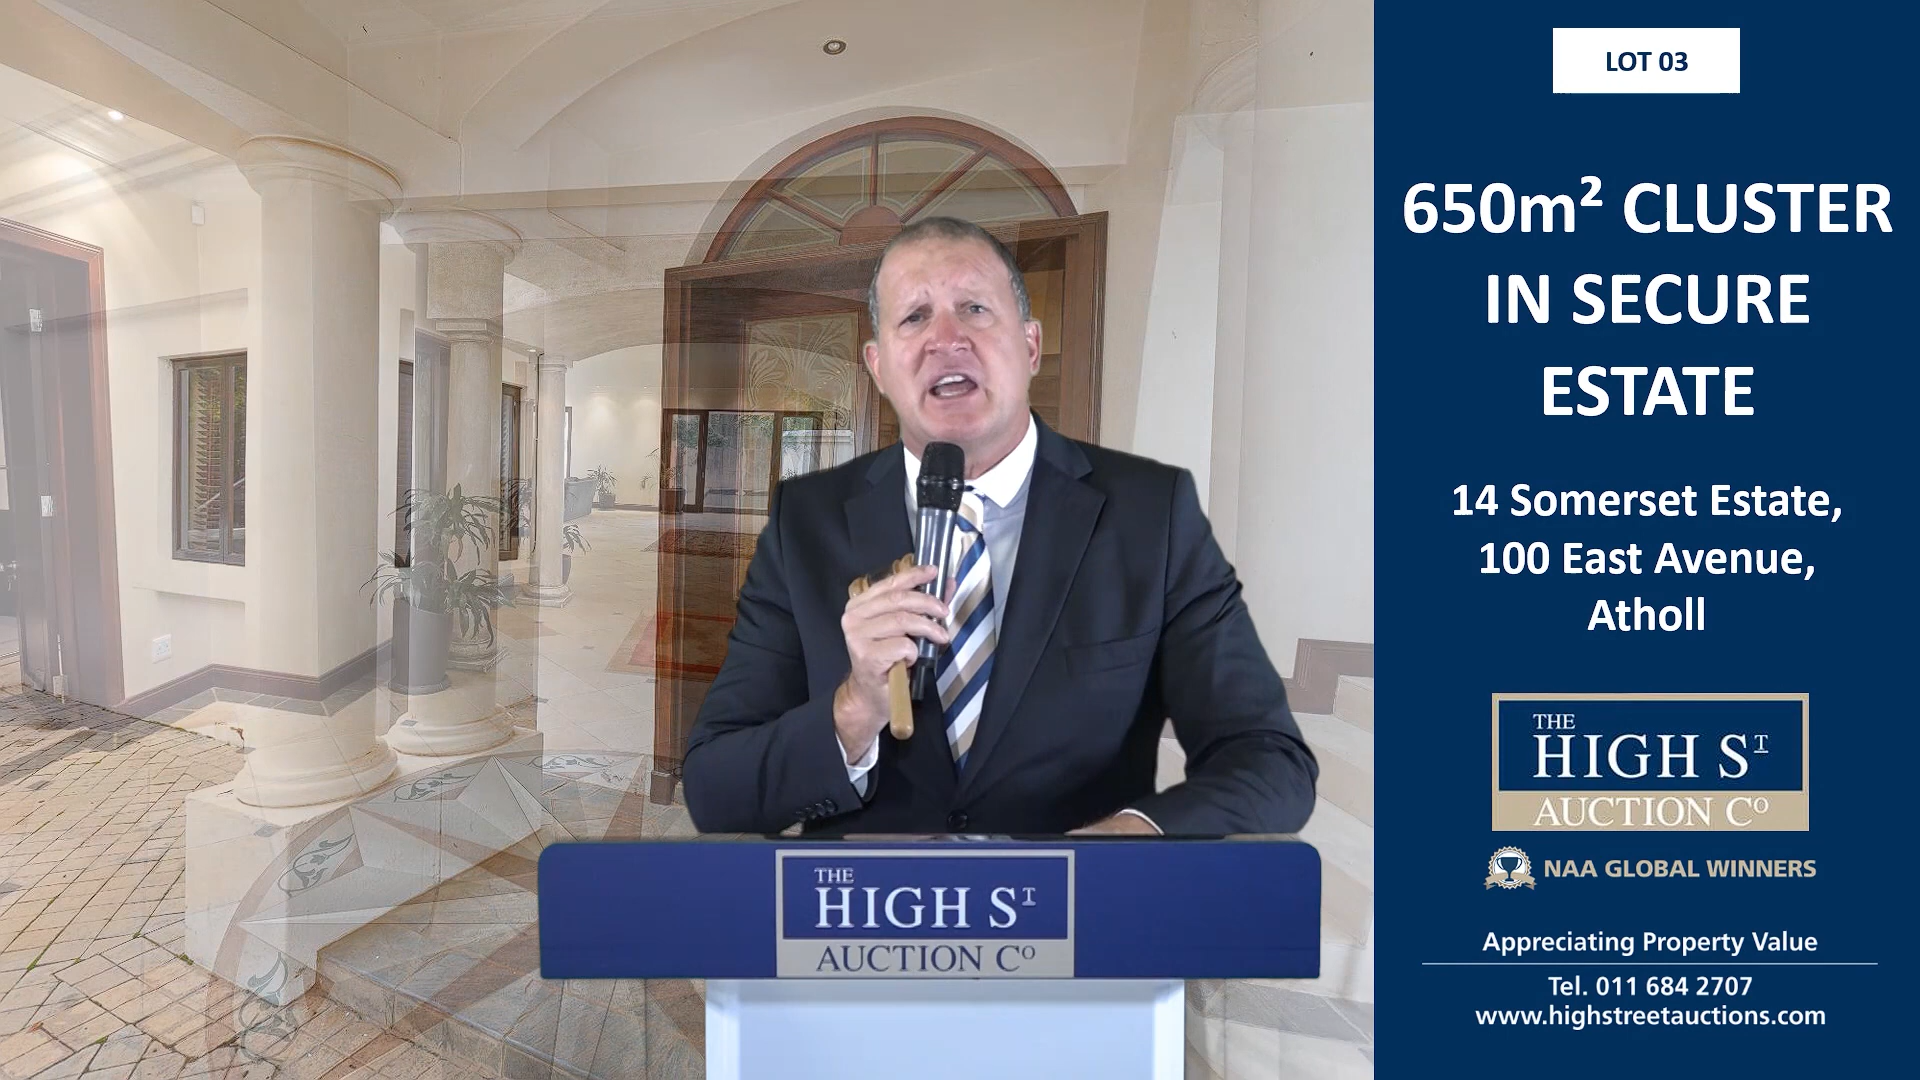 LOT 03
650m² CLUSTER
IN SECURE
ESTATE
14 Somerset Estate,
100 East Avenue,
Atholl
THE
HIGH ST
AUCTION CO
NAA GLOBAL WINNERS
Appreciating Property Value
Tel. 011 684 2707
www.highstreetauctions.com
THE
HIGH ST
AUCTION CO